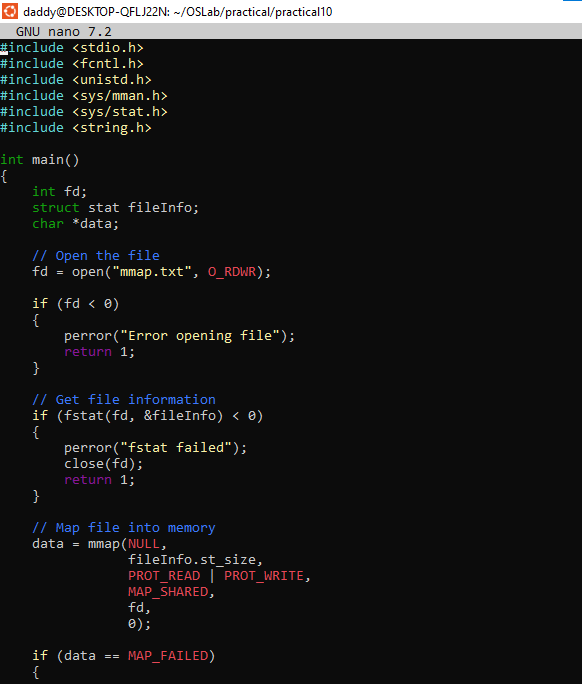 daddy@DESKTOP-QFLJ22N: ~/OSLab/practical/practical10
GNU nano 7.2
#include <stdio.h>
#include <fcntl.h>
#include <unistd.h>
#include <sys/mman.h>
#include <sys/stat.h>
#include <string.h>

int main()
{
    int fd;
    struct stat fileInfo;
    char *data;

    // Open the file
    fd = open("mmap.txt", O_RDWR);

    if (fd < 0)
    {
        perror("Error opening file");
        return 1;
    }

    // Get file information
    if (fstat(fd, &fileInfo) < 0)
    {
        perror("fstat failed");
        close(fd);
        return 1;
    }

    // Map file into memory
    data = mmap(NULL,
                fileInfo.st_size,
                PROT_READ | PROT_WRITE,
                MAP_SHARED,
                fd,
                0);

    if (data == MAP_FAILED)
    {